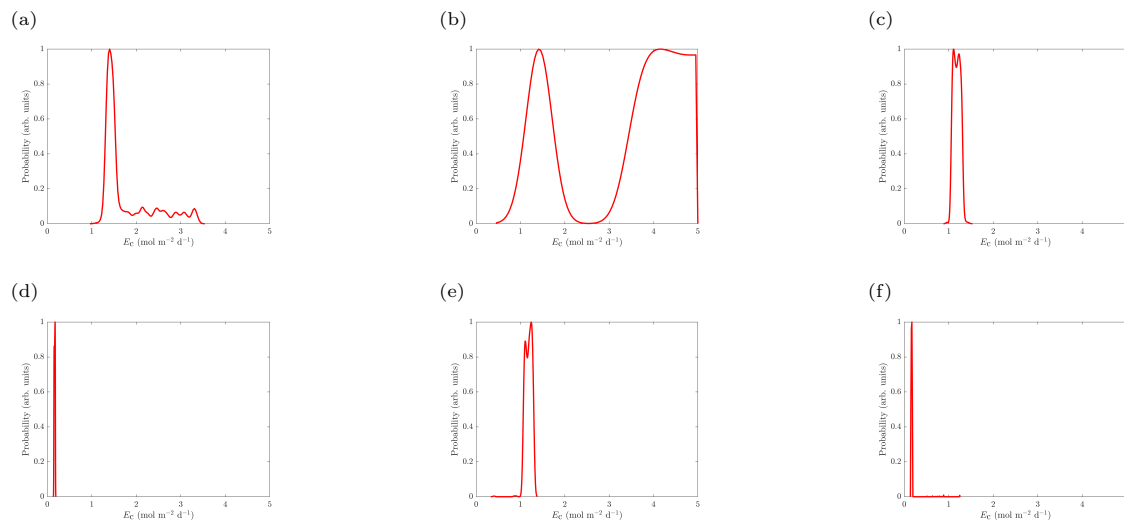 (a) (b) (c)
1 1 1
0.8 0.8 0.8
0.6 0.6 0.6
0.4 0.4 0.4
0.2 0.2 0.2
0 0 0
Probability (arb. units) Probability (arb. units) Probability (arb. units)
0 1 2 3 4 5 0 1 2 3 4 5 0 1 2 3 4
E_c (mol m⁻² d⁻¹) E_c (mol m⁻² d⁻¹) E_c (mol m⁻² d⁻¹)
(d) (e) (f)
1 1 1
0.8 0.8 0.8
0.6 0.6 0.6
0.4 0.4 0.4
0.2 0.2 0.2
0 0 0
Probability (arb. units) Probability (arb. units) Probability (arb. units)
0 1 2 3 4 5 0 1 2 3 4 5 0 1 2 3 4
E_c (mol m⁻² d⁻¹) E_c (mol m⁻² d⁻¹) E_c (mol m⁻² d⁻¹)